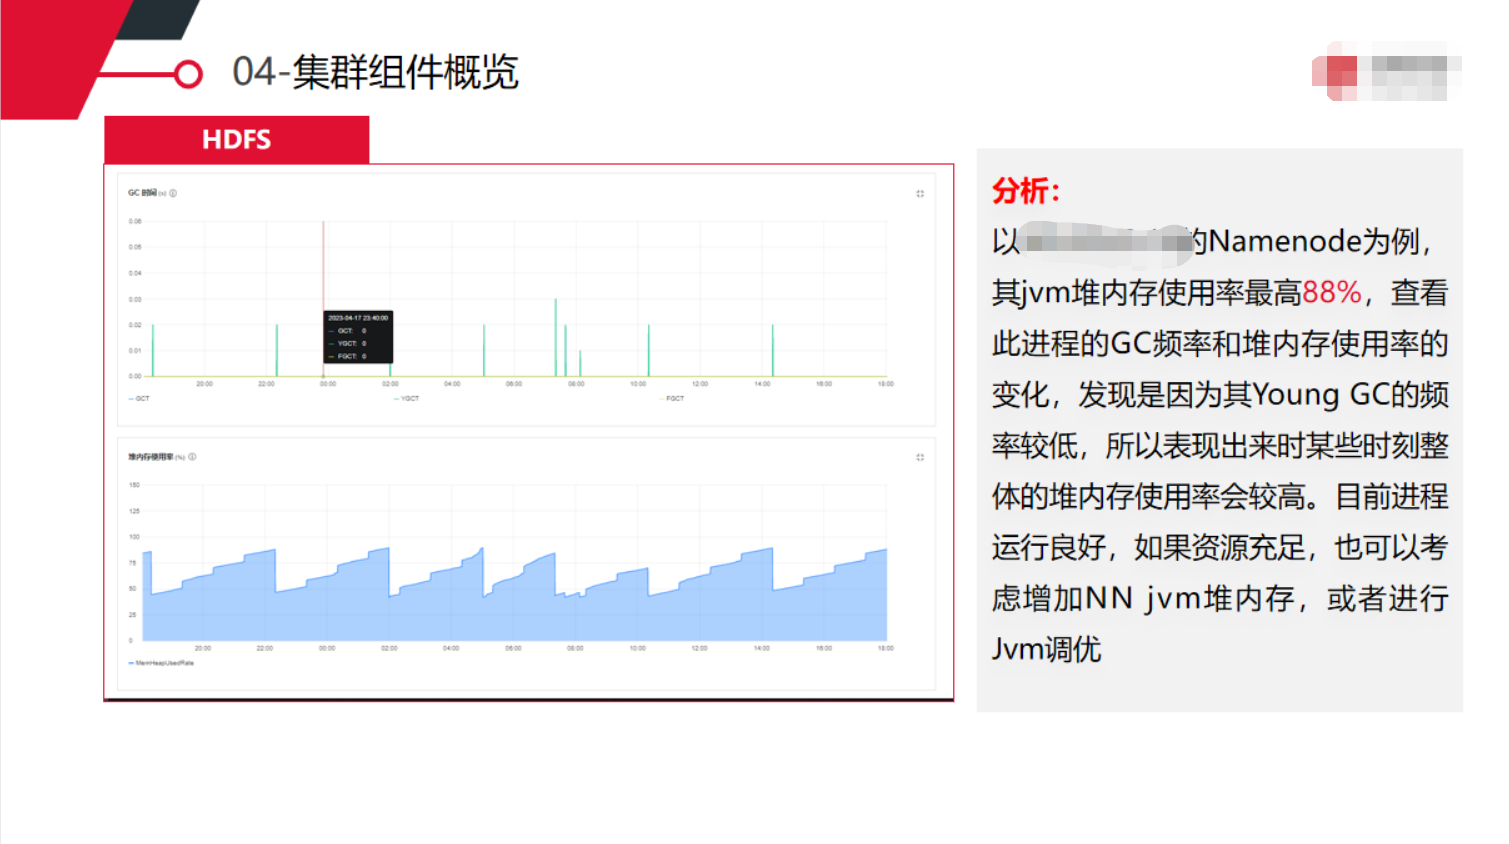 04-集群组件概览
HDFS
GC 时间(s)
0.06
0.05
0.04
0.03
0.02
0.01
0.00
2023-04-17 23:40:00
GCT: 0
YGCT: 0
FGCT: 0
20:00 22:00 00:00 02:00 04:00 06:00 08:00 10:00 12:00 14:00 16:00 18:00
GCT YGCT FGCT
堆内存使用率(%)
150
125
100
75
50
25
0
20:00 22:00 00:00 02:00 04:00 06:00 08:00 10:00 12:00 14:00 16:00 18:00
MemHeapUsedRate
分析：
以的Namenode为例，
其jvm堆内存使用率最高88%，查看
此进程的GC频率和堆内存使用率的
变化，发现是因为其Young GC的频
率较低，所以表现出来时某些时刻整
体的堆内存使用率会较高。目前进程
运行良好，如果资源充足，也可以考
虑增加NN jvm堆内存，或者进行
Jvm调优